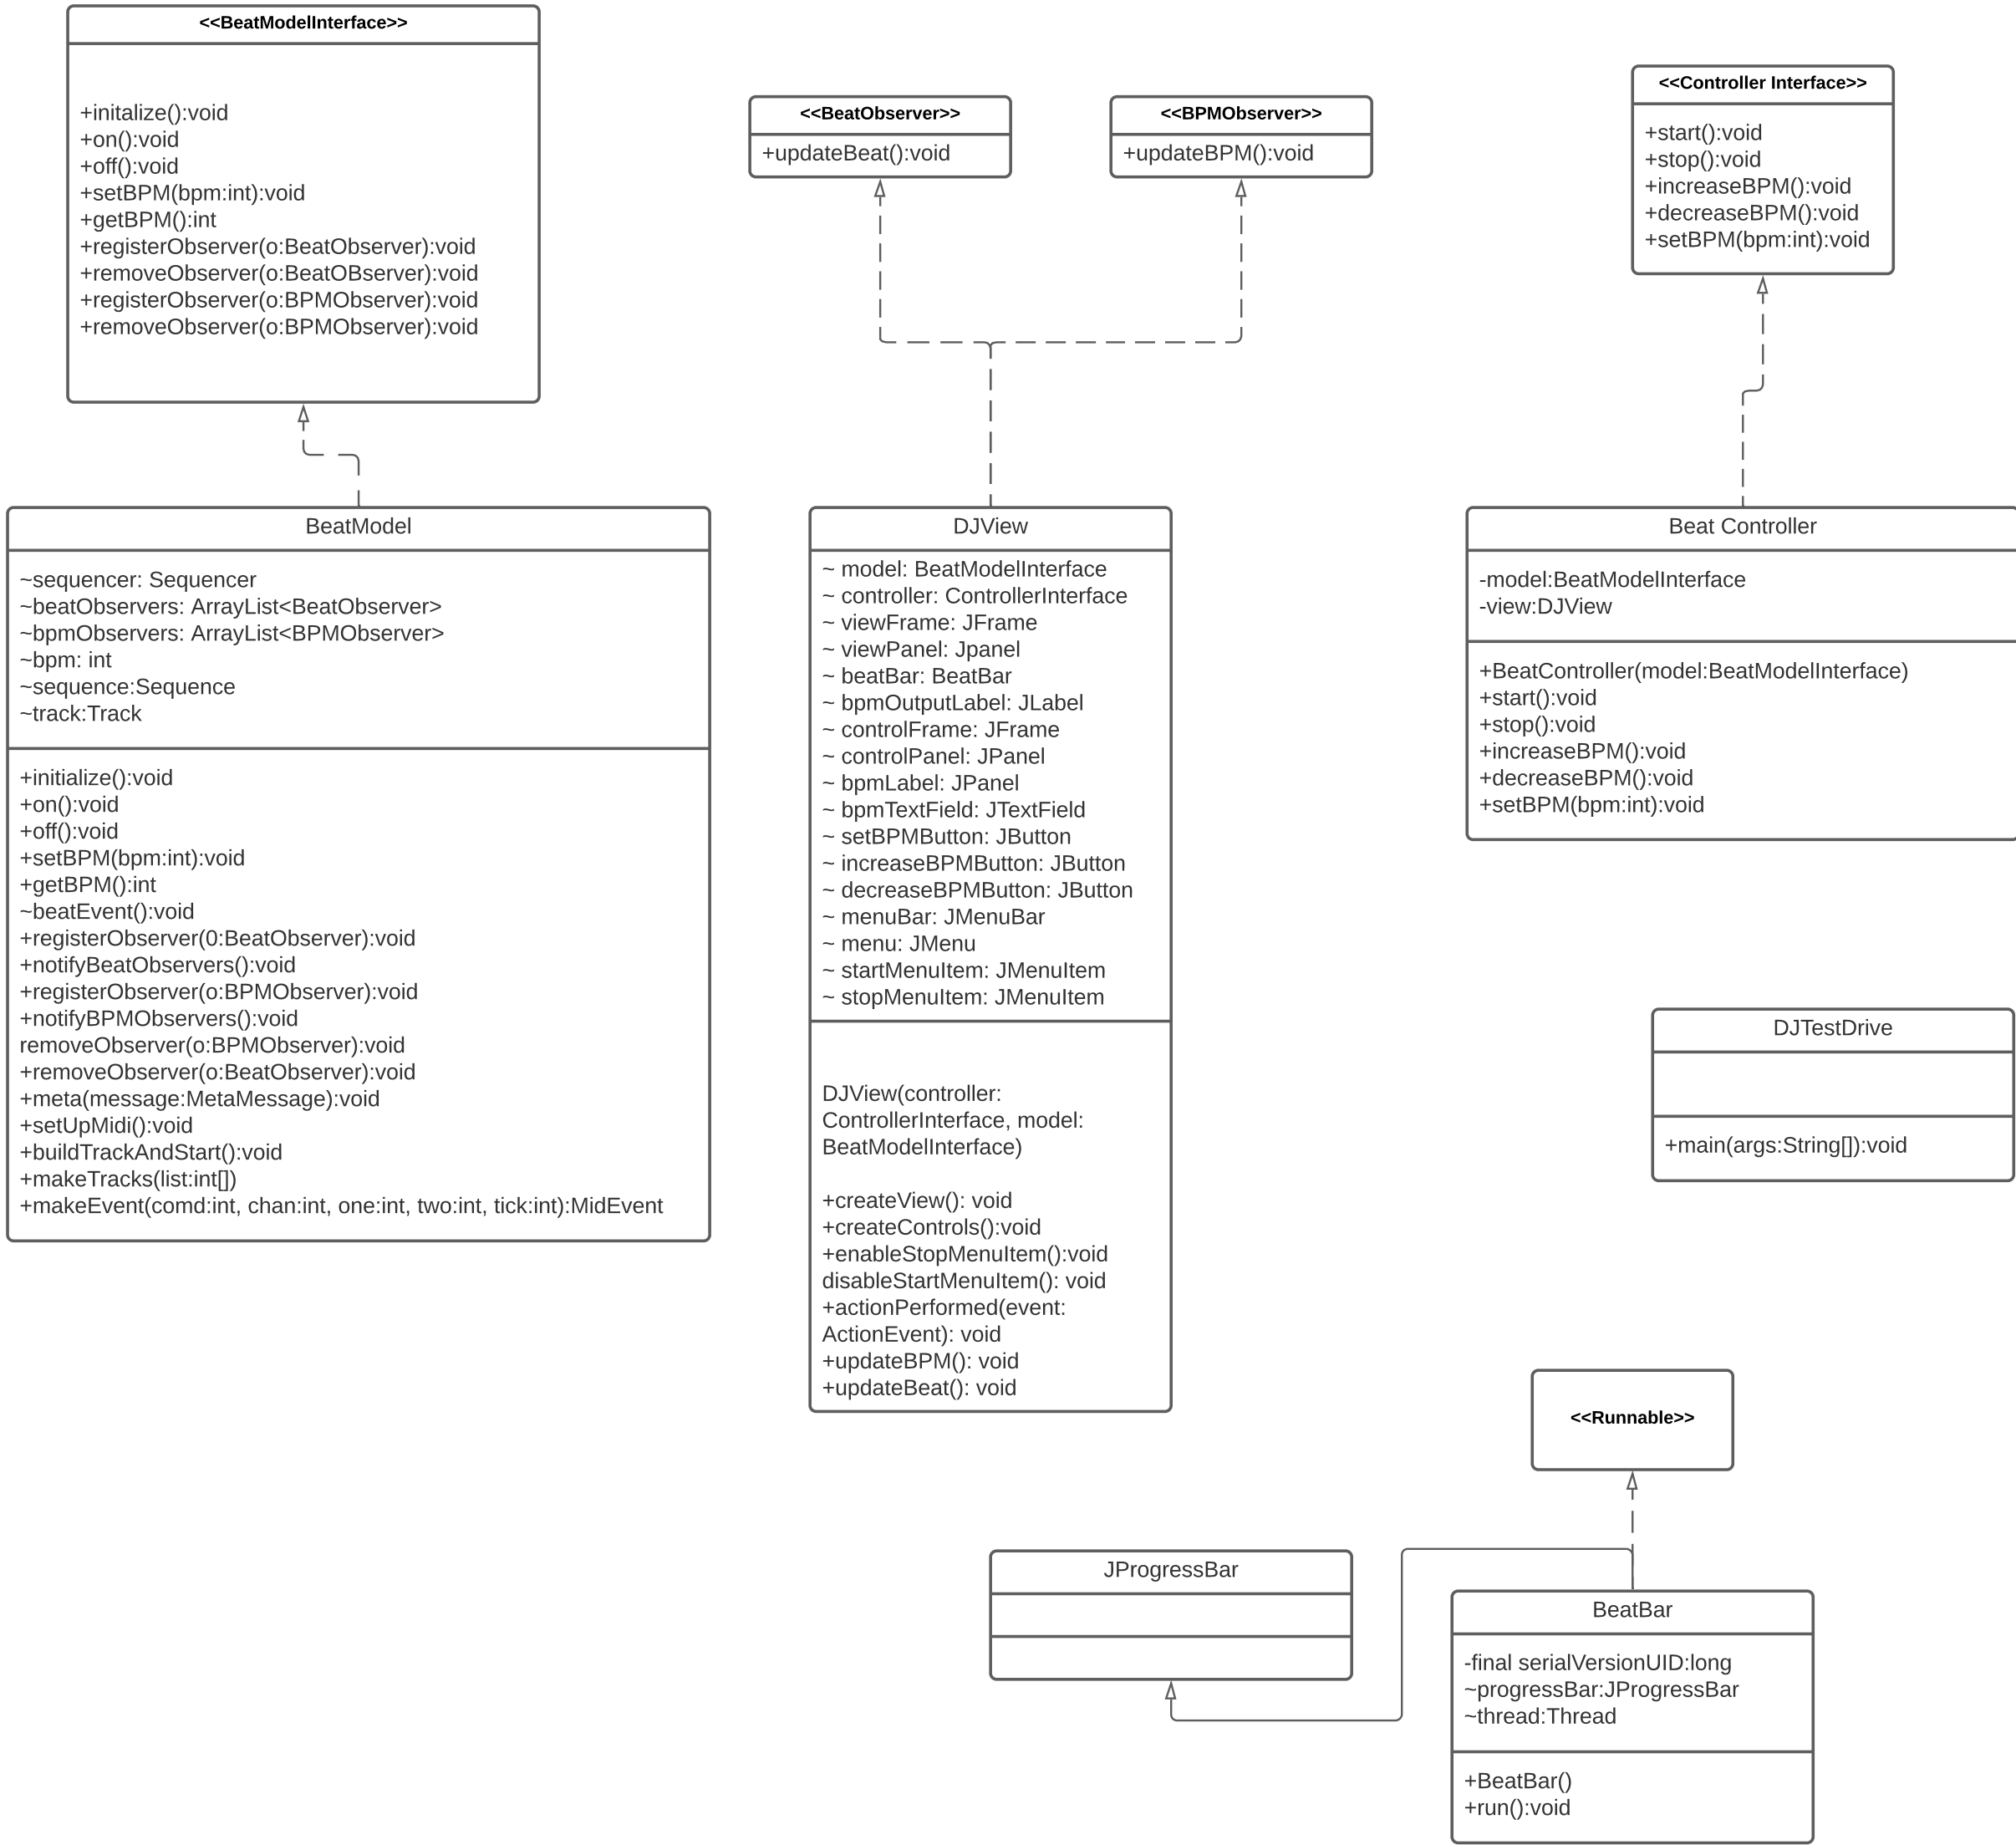 <<BeatModelInterface>>
+initalize():void
+on():void
+off():void
+setBPM(bpm:int):void
+getBPM():int
+registerObserver(o:BeatObserver):void
+removeObserver(o:BeatOBserver):void
+registerObserver(o:BPMObserver):void
+removeObserver(o:BPMObserver):void
<<BeatObserver>>
+updateBeat():void
<<BPMObserver>>
+updateBPM():void
<<Controller Interface>>
+start():void
+stop():void
+increaseBPM():void
+decreaseBPM():void
+setBPM(bpm:int):void
BeatModel
~sequencer: Sequencer
~beatObservers: ArrayList<BeatObserver>
~bpmObservers: ArrayList<BPMObserver>
~bpm: int
~sequence:Sequence
~track:Track
+initialize():void
+on():void
+off():void
+setBPM(bpm:int):void
+getBPM():int
~beatEvent():void
+registerObserver(0:BeatObserver):void
+notifyBeatObservers():void
+registerObserver(o:BPMObserver):void
+notifyBPMObservers():void
removeObserver(o:BPMObserver):void
+removeObserver(o:BeatObserver):void
+meta(message:MetaMessage):void
+setUpMidi():void
+buildTrackAndStart():void
+makeTracks(list:int[])
+makeEvent(comd:int, chan:int, one:int, two:int, tick:int):MidEvent
DJView
~ model: BeatModelInterface
~ controller: ControllerInterface
~ viewFrame: JFrame
~ viewPanel: Jpanel
~ beatBar: BeatBar
~ bpmOutputLabel: JLabel
~ controlFrame: JFrame
~ controlPanel: JPanel
~ bpmLabel: JPanel
~ bpmTextField: JTextField
~ setBPMButton: JButton
~ increaseBPMButton: JButton
~ decreaseBPMButton: JButton
~ menuBar: JMenuBar
~ menu: JMenu
~ startMenuItem: JMenuItem
~ stopMenuItem: JMenuItem
DJView(controller:
ControllerInterface, model:
BeatModelInterface)
+createView(): void
+createControls():void
+enableStopMenuItem():void
disableStartMenuItem(): void
+actionPerformed(event:
ActionEvent): void
+updateBPM(): void
+updateBeat(): void
Beat Controller
-model:BeatModelInterface
-view:DJView
+BeatController(model:BeatModelInterface)
+start():void
+stop():void
+increaseBPM():void
+decreaseBPM():void
+setBPM(bpm:int):void
DJTestDrive
+main(args:String[]):void
<<Runnable>>
JProgressBar
BeatBar
-final serialVersionUID:long
~progressBar:JProgressBar
~thread:Thread
+BeatBar()
+run():void